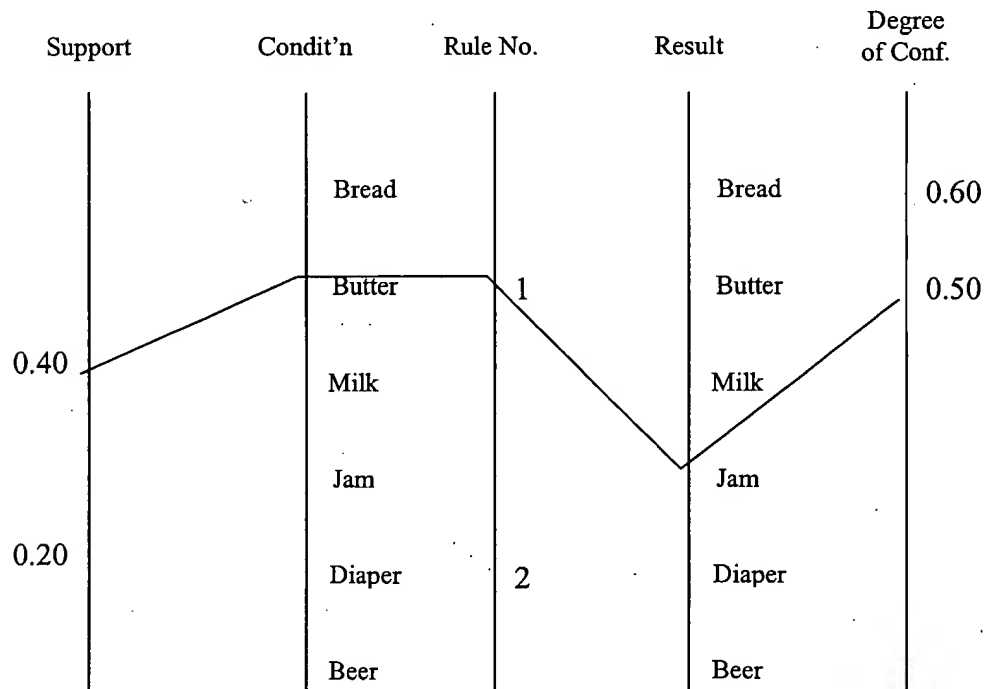 Support Condit'n Rule No. Result Degree of Conf.
Bread Bread 0.60
Butter 1 Butter 0.50
0.40 Milk Milk
Jam Jam
0.20 Diaper 2 Diaper
Beer Beer